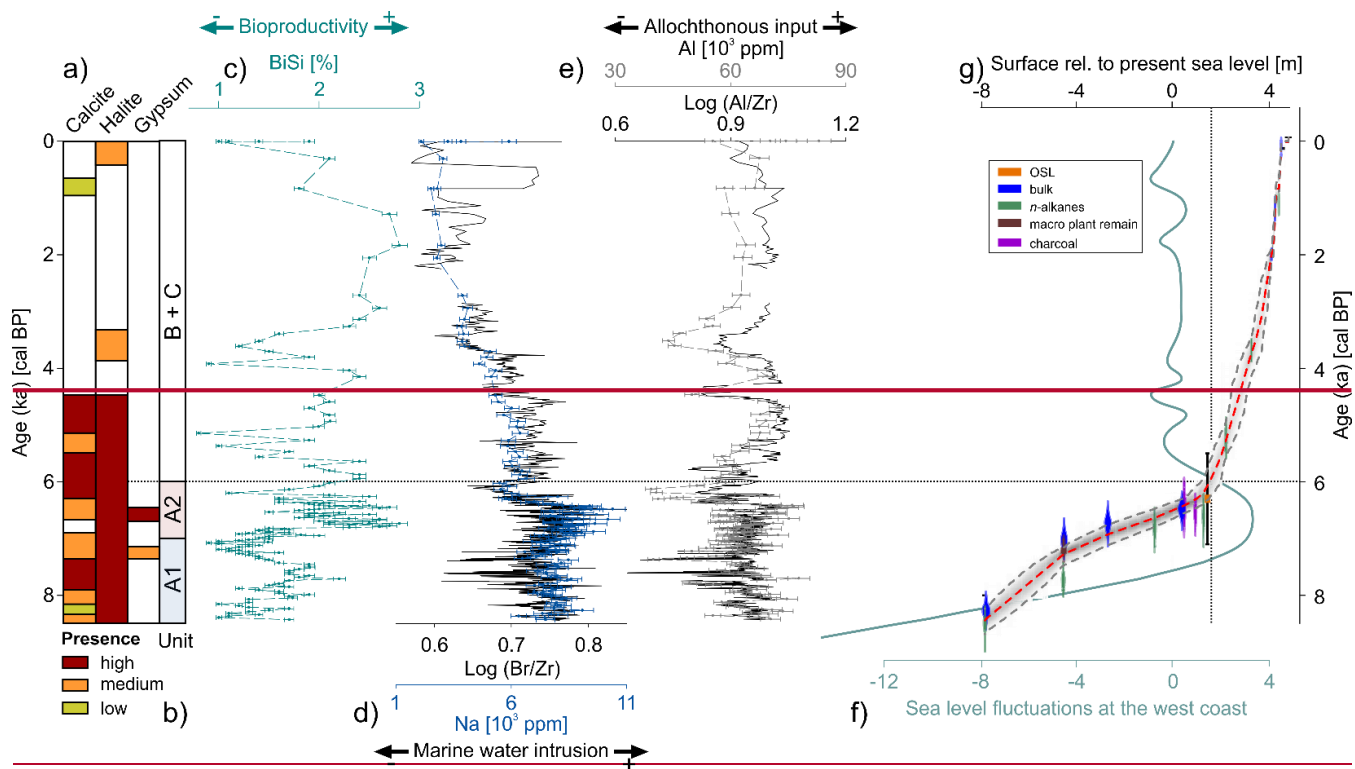 - Bioproductivity +
- Allochthonous input +
a)
c) BiSi [%]
1 2 3
e) Al [10³ ppm]
30 60 90
Log (Al/Zr)
0.6 0.9 1.2
g) Surface rel. to present sea level [m]
-8 -4 0 4
Calcite
Halite
Gypsum
Age (ka) [cal BP]
0
2
4
6
8
B + C
A2
A1
Unit
OSL
bulk
n-alkanes
macro plant remain
charcoal
Age (ka) [cal BP]
0
2
4
6
8
Presence
high
medium
low
b)
0.6 0.7 0.8
Log (Br/Zr)
1 6 11
d) Na [10³ ppm]
- Marine water intrusion +
-12 -8 -4 0 4
f) Sea level fluctuations at the west coast